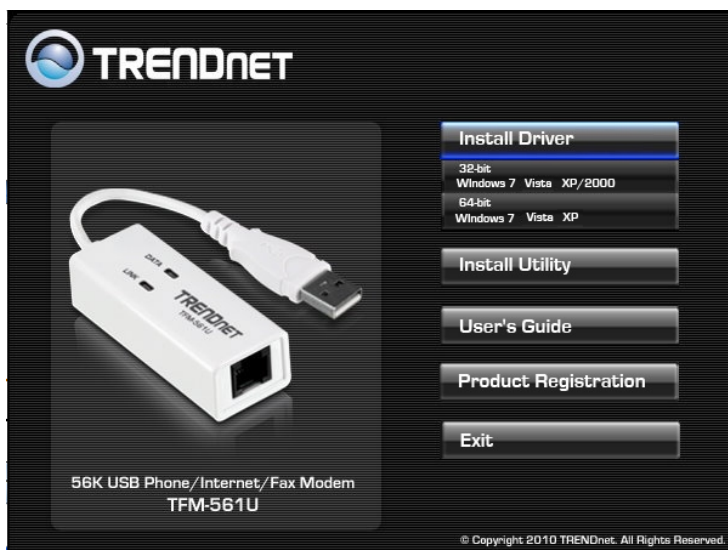 TRENDNET
Install Driver
32-bit
WIndows 7 Vista XP/2000
64-bit
WIndows 7 Vista XP
Install Utility
User's Guide
Product Registration
Exit
DATA
LINK
TRENDNET
TFM-561U
56K USB Phone/Internet/Fax Modem
TFM-561U
© Copyright 2010 TRENDnet. All Rights Reserved.